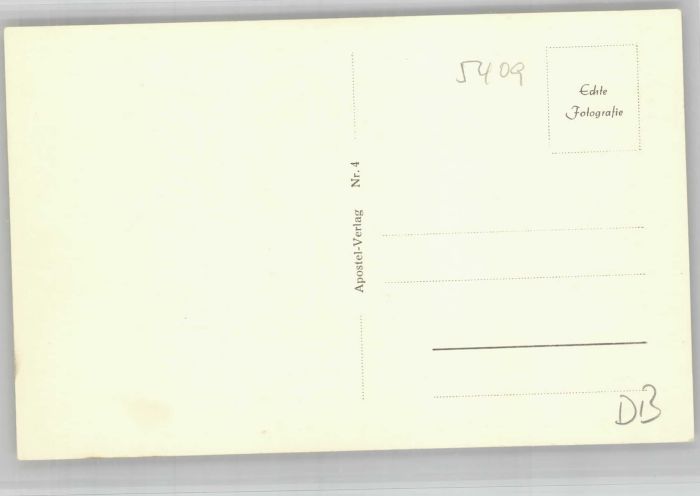 5409
Echte
Fotografie
Apostel-Verlag Nr. 4
DB